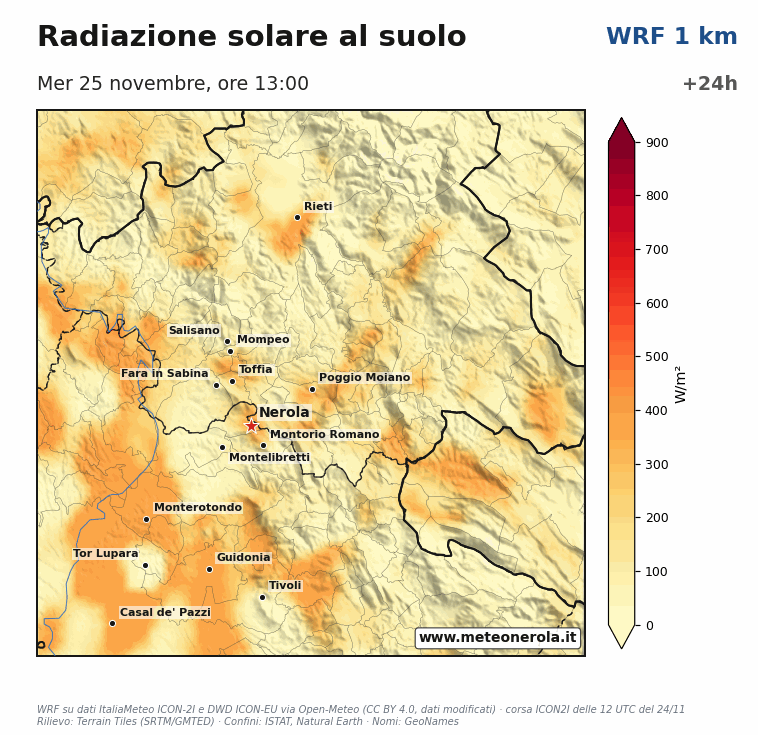 Radiazione solare al suolo
WRF 1 km
Mer 25 novembre, ore 13:00
+24h
Rieti
Salisano
Mompeo
Toffia
Fara in Sabina
Poggio Moiano
Nerola
Montorio Romano
Montelibretti
Monterotondo
Tor Lupara
Guidonia
Tivoli
Casal de' Pazzi
www.meteonerola.it
900
800
700
600
500
400
300
200
100
0
W/m²
WRF su dati ItaliaMeteo ICON-2I e DWD ICON-EU via Open-Meteo (CC BY 4.0, dati modificati) · corsa ICON2I delle 12 UTC del 24/11
Rilievo: Terrain Tiles (SRTM/GMTED) · Confini: ISTAT, Natural Earth · Nomi: GeoNames